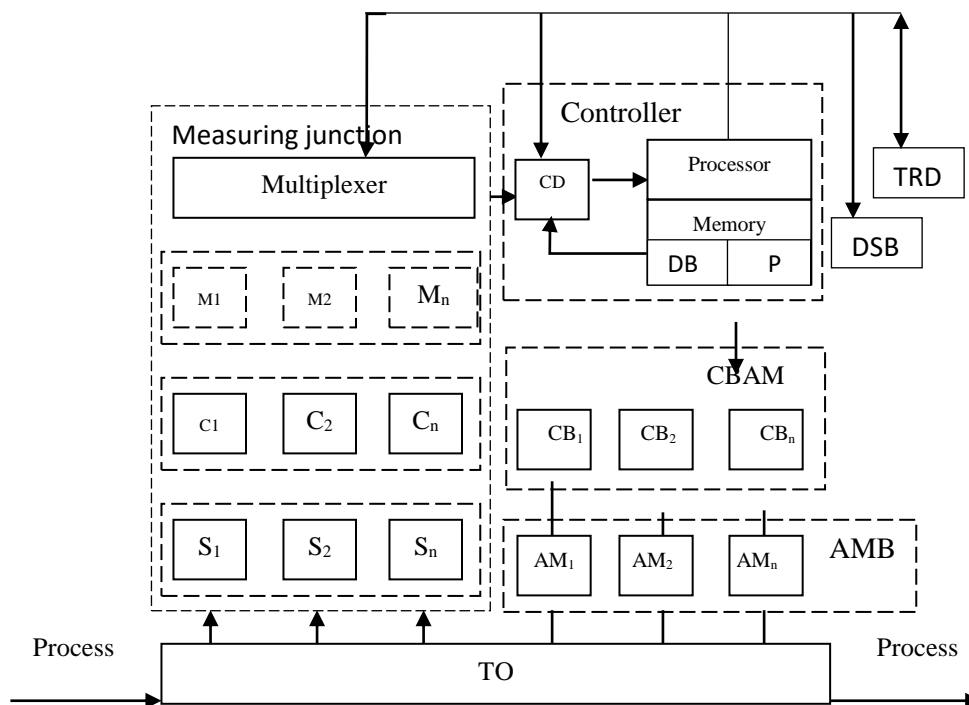 Controller
Measuring junction
Multiplexer
CD
Processor
TRD
Memory
DSB
DB P
M1 M2 Mₙ
CBAM
C1 C₂ Cₙ
CB₁ CB₂ CBₙ
S₁ S₂ Sₙ
AM₁ AM₂ AMₙ
AMB
Process
TO
Process